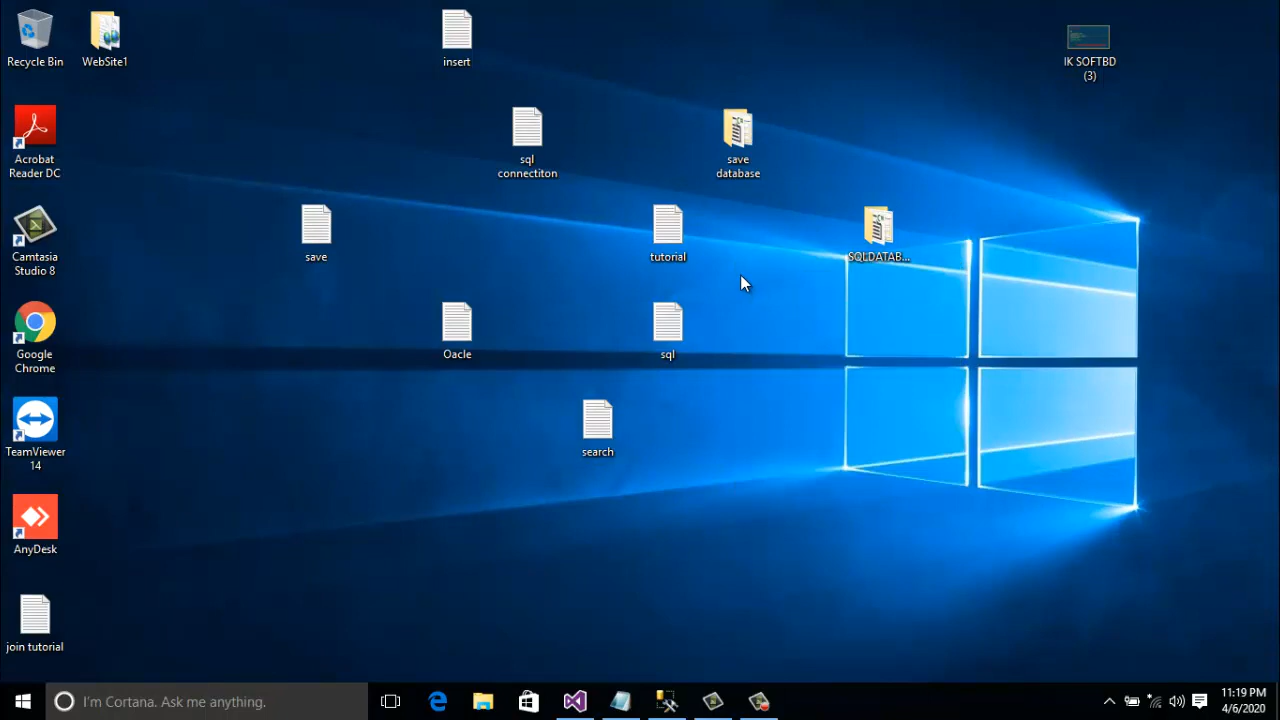 Recycle Bin
WebSite1
insert
IK SOFTBD
(3)
Acrobat
Reader DC
sql
connectiton
save
database
Camtasia
Studio 8
save
tutorial
SQLDATAB...
Google
Chrome
Oacle
sql
TeamViewer
14
search
AnyDesk
join tutorial
I'm Cortana. Ask me anything.
11:19 PM
4/6/2020